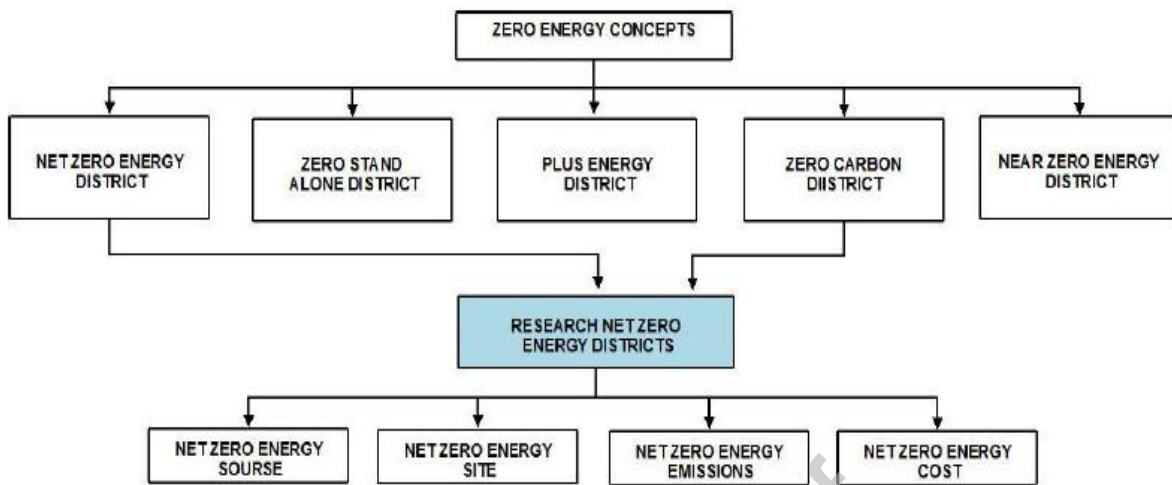 ZERO ENERGY CONCEPTS
NET ZERO ENERGY
DISTRICT
ZERO STAND
ALONE DISTRICT
PLUS ENERGY
DISTRICT
ZERO CARBON
DIISTRICT
NEAR ZERO ENERGY
DISTRICT
RESEARCH NET ZERO
ENERGY DISTRICTS
NET ZERO ENERGY
SOURSE
NET ZERO ENERGY
SITE
NET ZERO ENERGY
EMISSIONS
NET ZERO ENERGY
COST